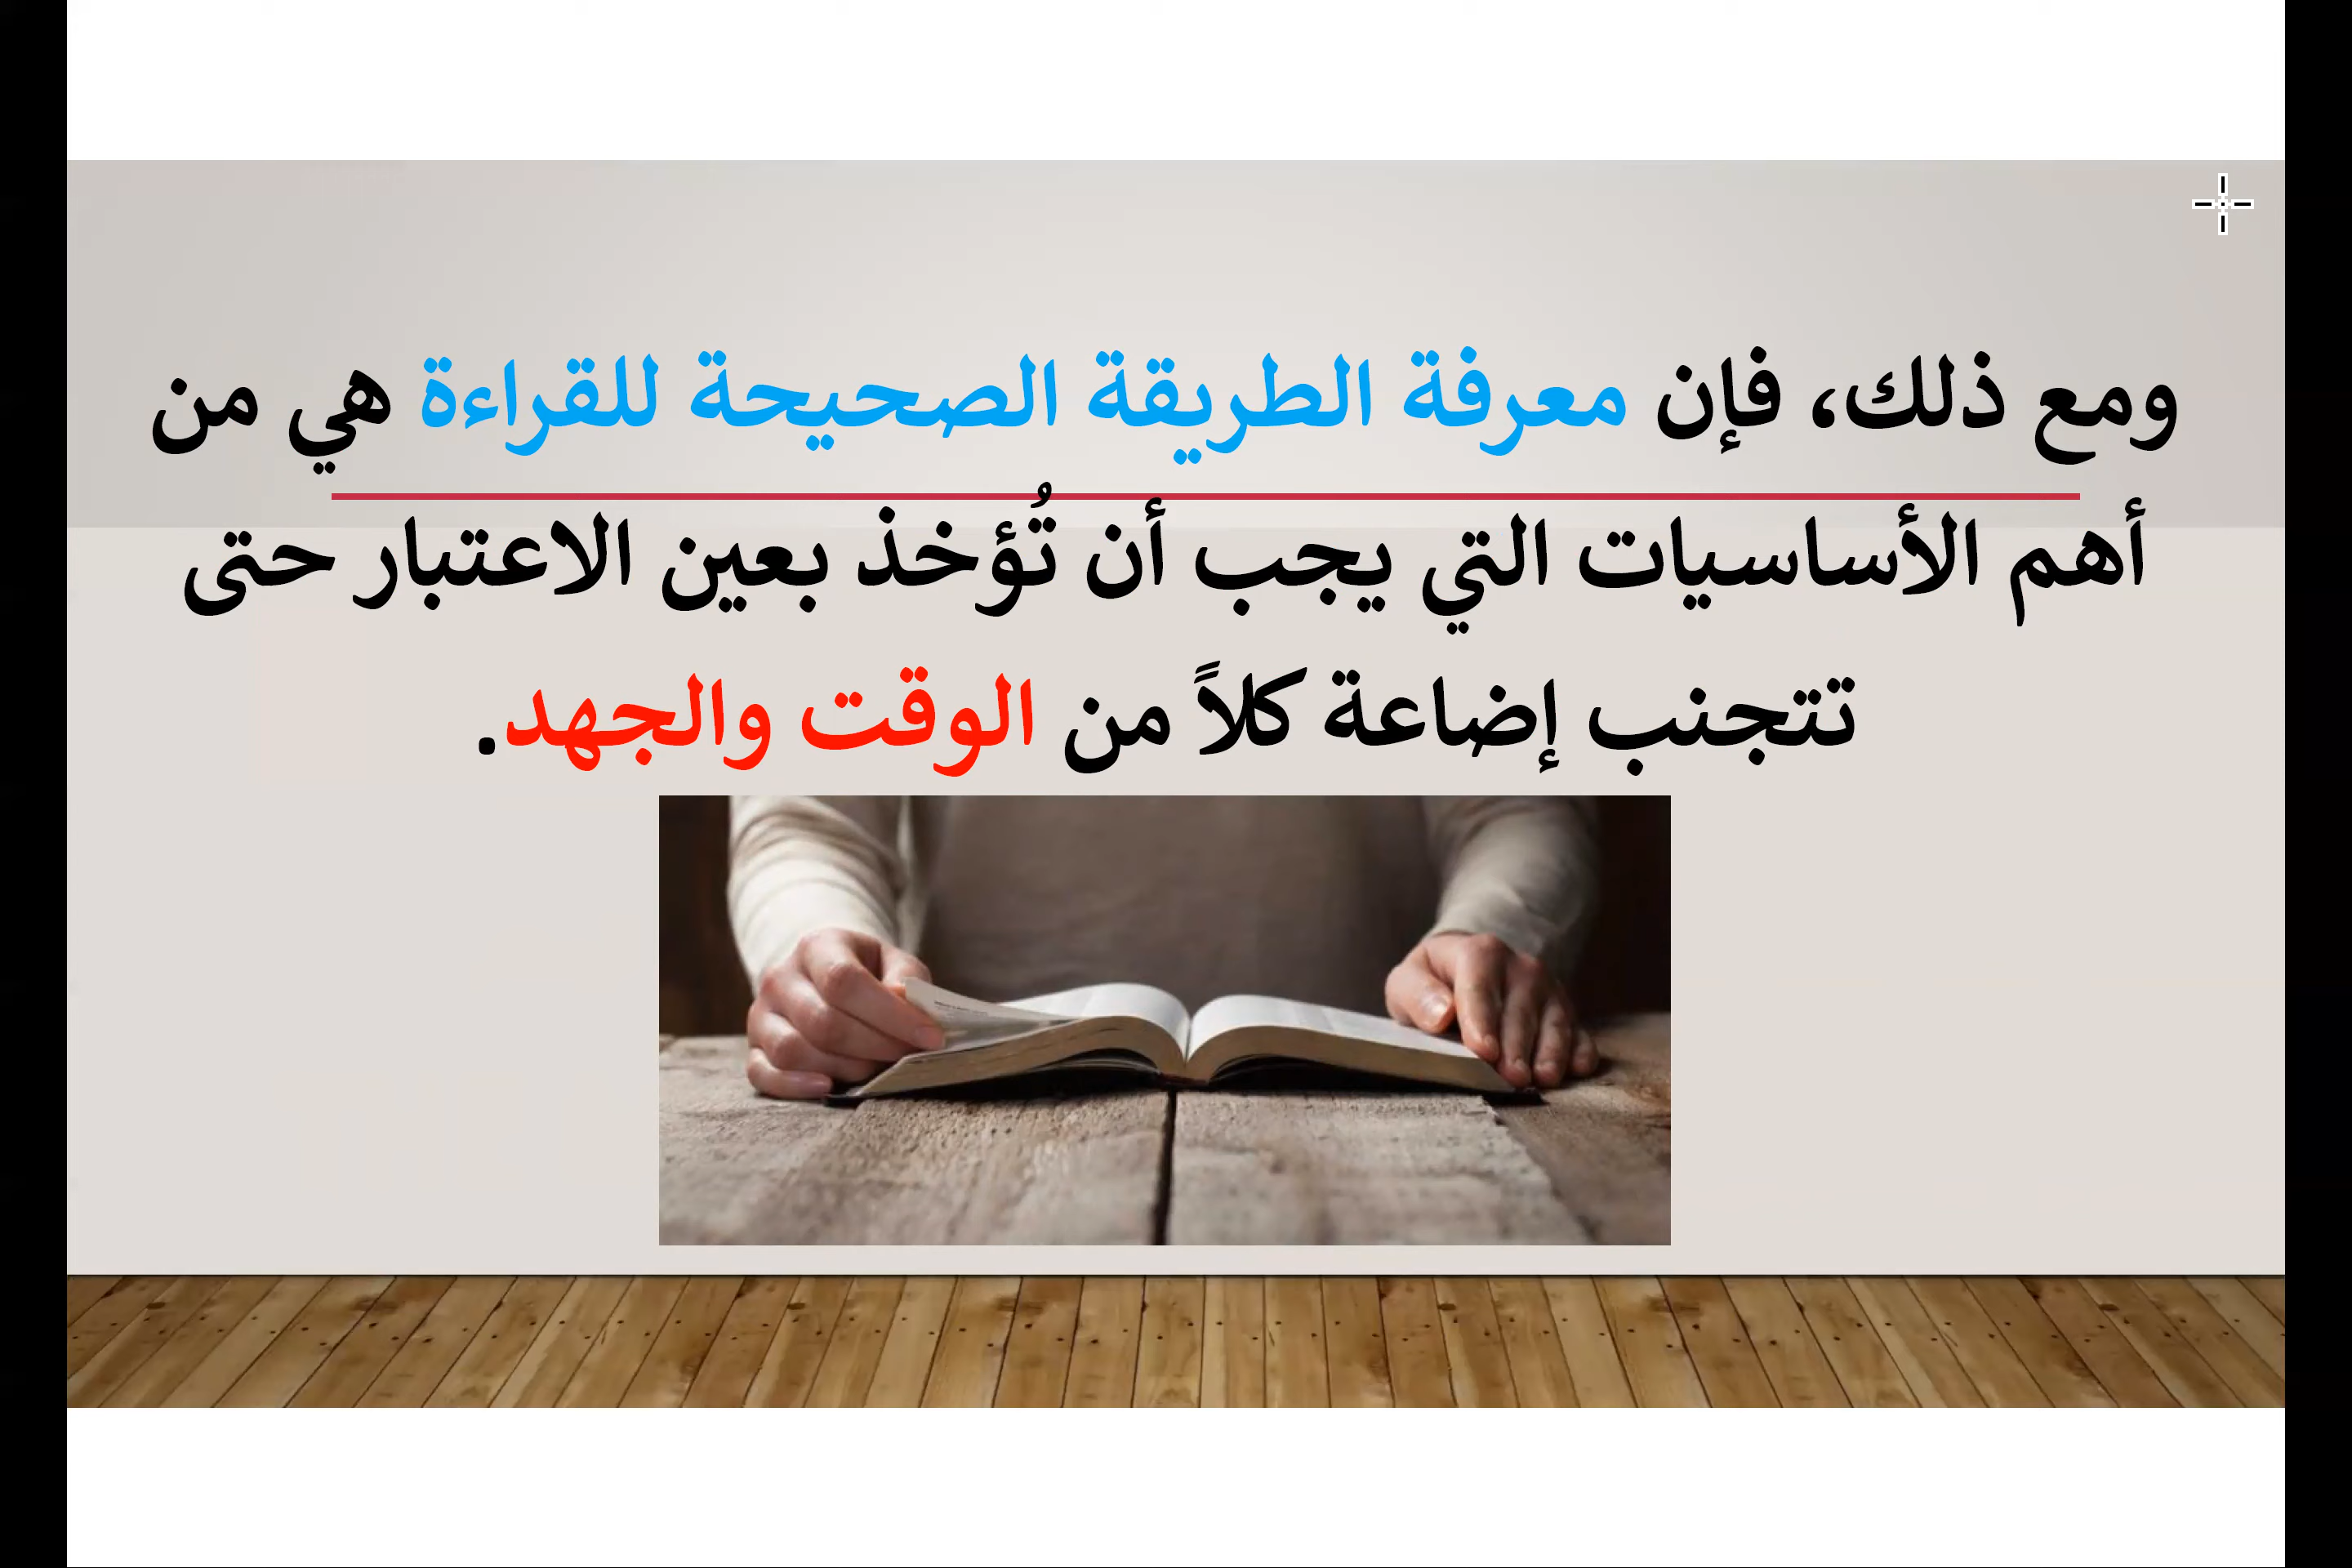 ومع ذلك، فإن معرفة الطريقة الصحيحة للقراءة هي من
أهم الأساسيات التي يجب أن تُؤخذ بعين الاعتبار حتى
تتجنب إضاعة كلاً من الوقت والجهد.